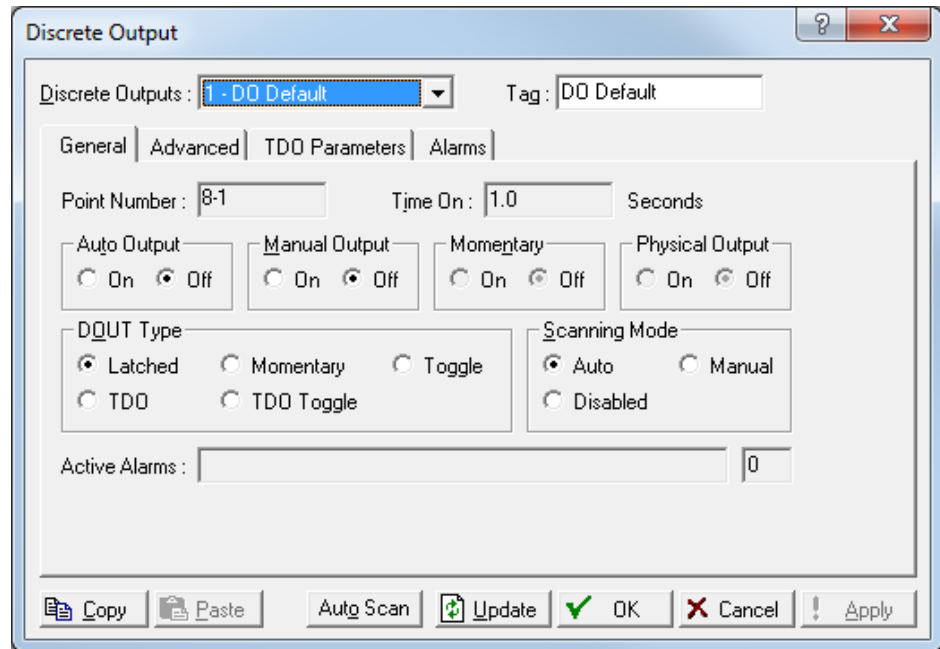 Discrete Output
Discrete Outputs : 1 - DO Default Tag : DO Default
General Advanced TDO Parameters Alarms
Point Number : 8-1 Time On : 1.0 Seconds
Auto Output Manual Output Momentary Physical Output
On Off On Off On Off On Off
DOUT Type Scanning Mode
Latched Momentary Toggle Auto Manual
TDO TDO Toggle Disabled
Active Alarms : 0
Copy Paste Auto Scan Update OK Cancel Apply